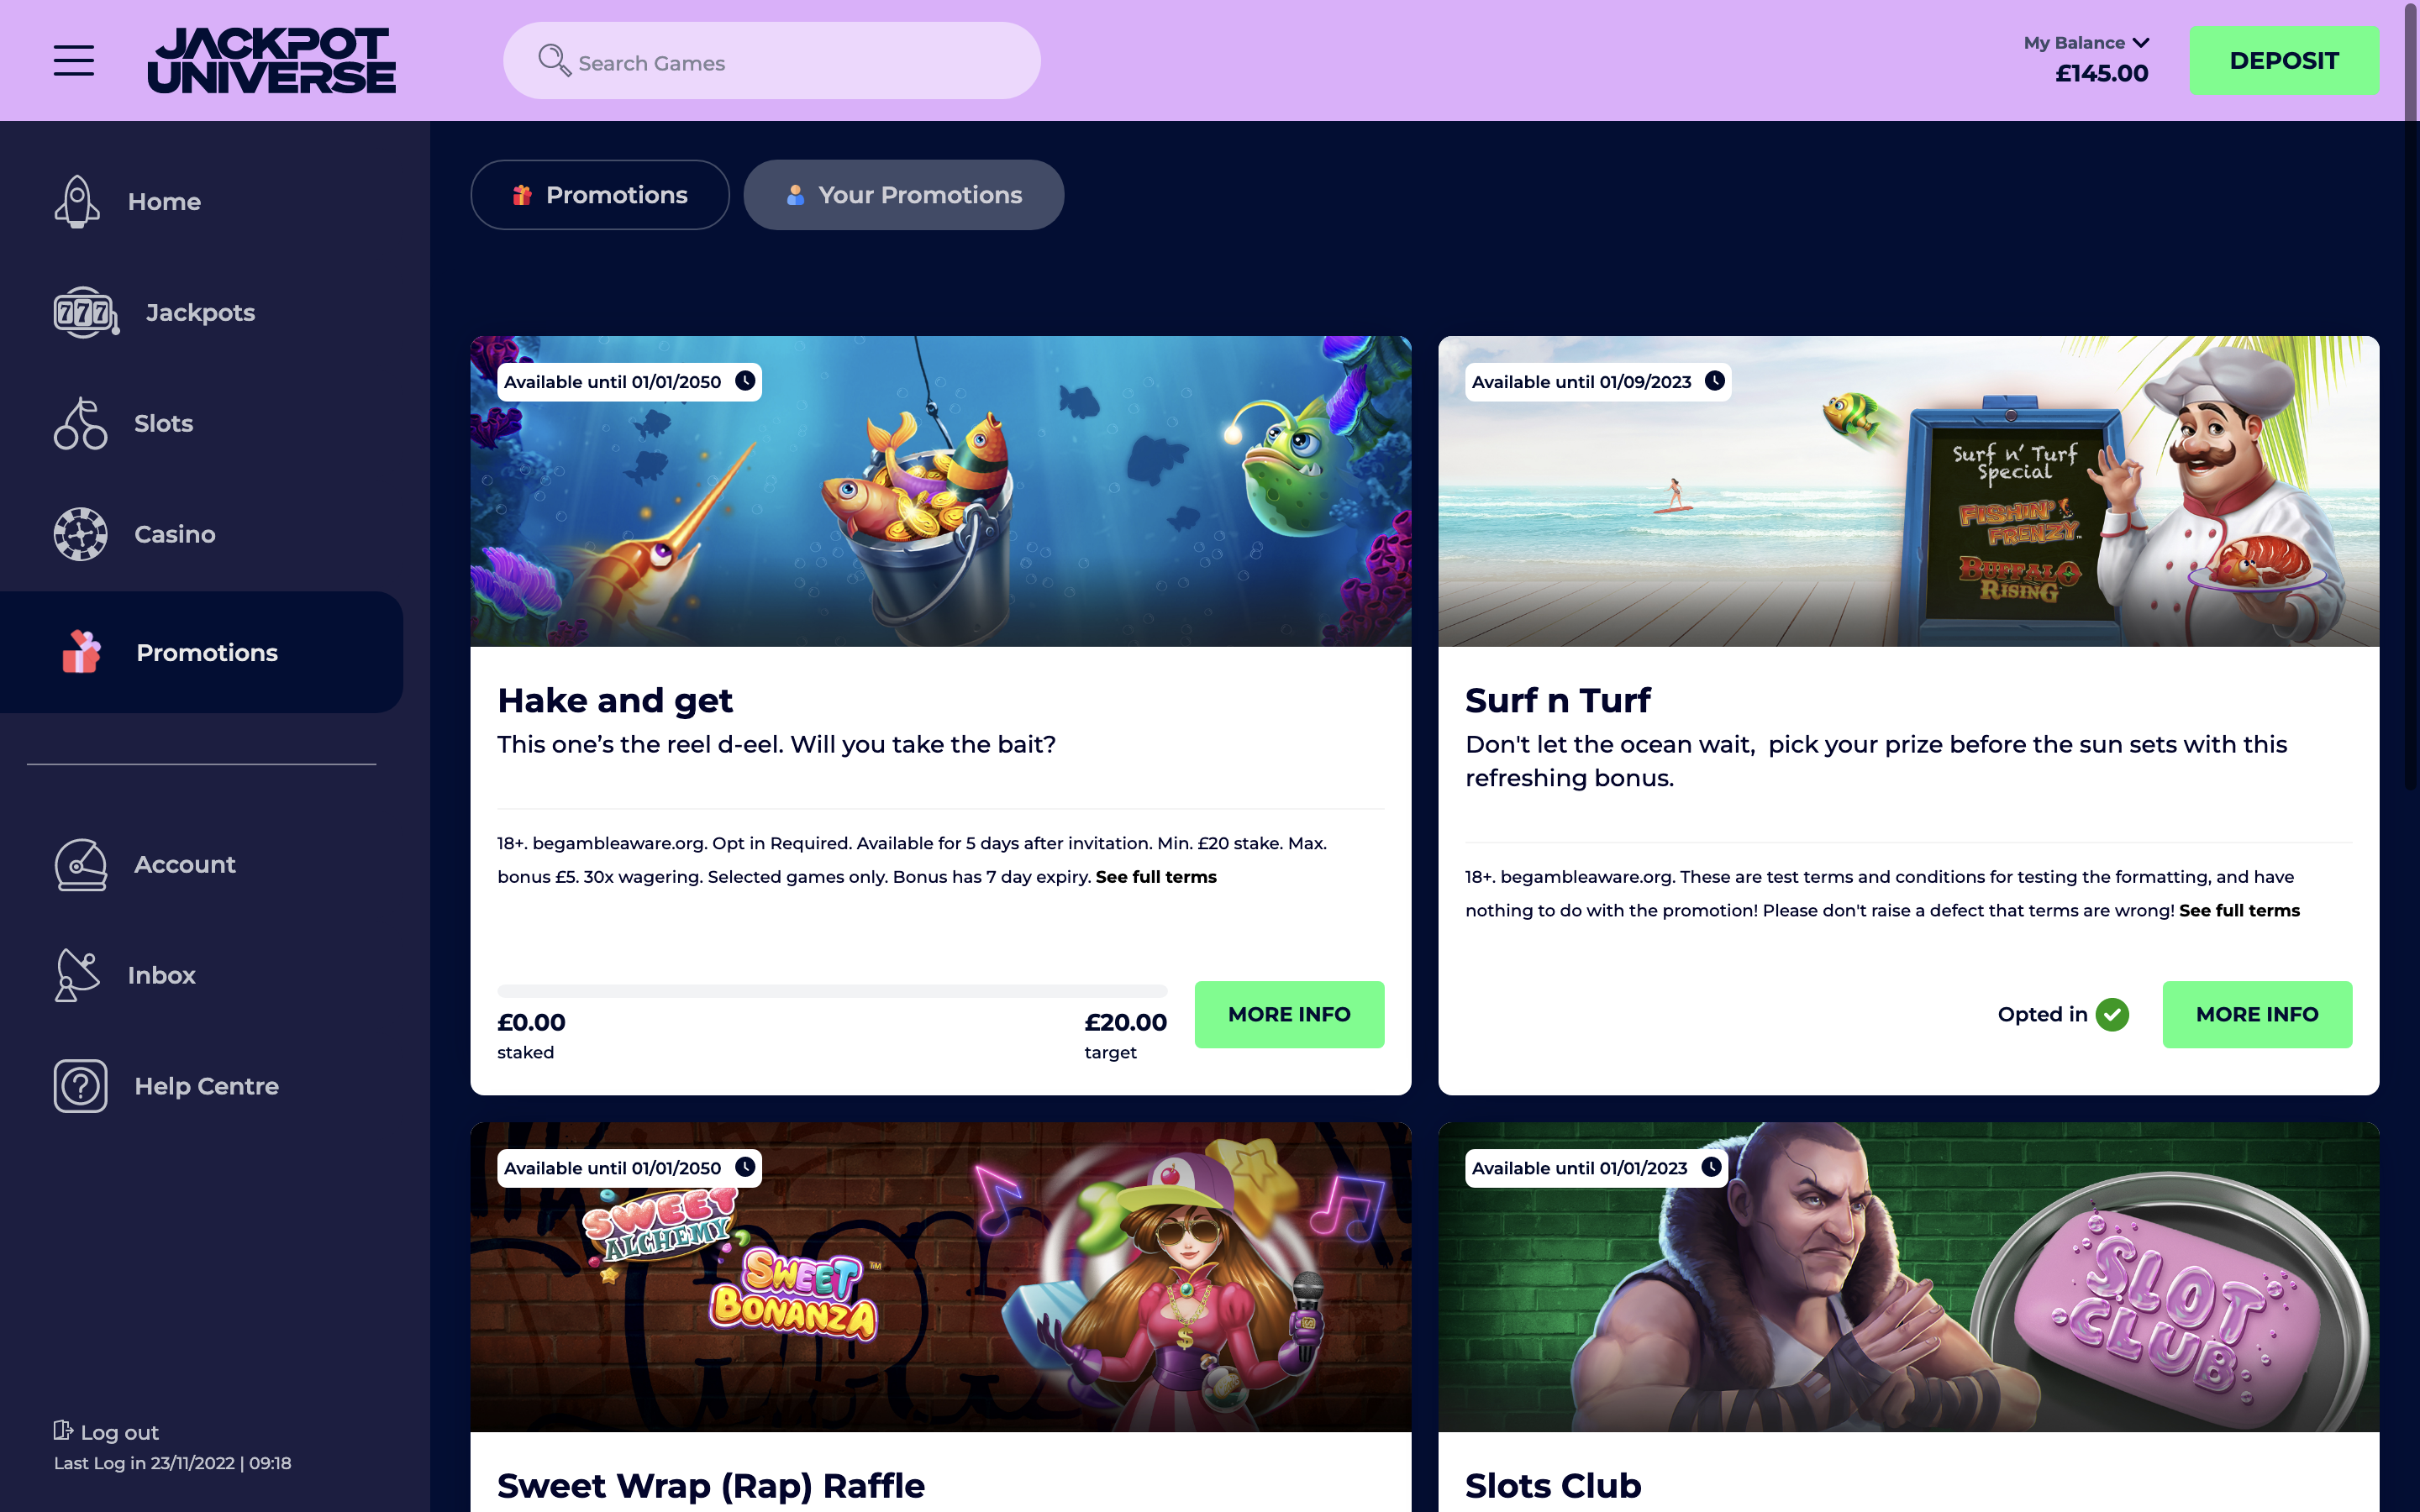 JACKPOT
UNIVERSE
Search Games
My Balance
£145.00
DEPOSIT
Home
Jackpots
Slots
Casino
Promotions
Account
Inbox
Help Centre
Log out
Last Log in 23/11/2022 | 09:18
Promotions
Your Promotions
Available until 01/01/2050
Hake and get
This one’s the reel d-eel. Will you take the bait?
18+. begambleaware.org. Opt in Required. Available for 5 days after invitation. Min. £20 stake. Max.
bonus £5. 30x wagering. Selected games only. Bonus has 7 day expiry. See full terms
£0.00
staked
£20.00
target
MORE INFO
Available until 01/09/2023
Surf n' Turf
Special
FISHIN'
FRENZY™
BUFFALO
RISING
Surf n Turf
Don't let the ocean wait,  pick your prize before the sun sets with this
refreshing bonus.
18+. begambleaware.org. These are test terms and conditions for testing the formatting, and have
nothing to do with the promotion! Please don't raise a defect that terms are wrong! See full terms
Opted in
MORE INFO
Available until 01/01/2050
SWEET
ALCHEMY
SWEET
BONANZA™
Sweet Wrap (Rap) Raffle
Available until 01/01/2023
SLOT
CLUB
Slots Club
777